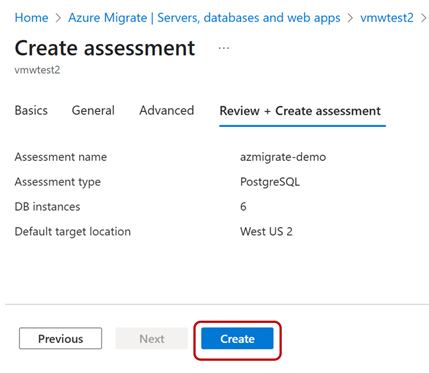 Home > Azure Migrate | Servers, databases and web apps > vmwtest2 >
Create assessment ...
vmwtest2
Basics General Advanced Review + Create assessment
Assessment name azmigrate-demo
Assessment type PostgreSQL
DB instances 6
Default target location West US 2
Previous Next Create